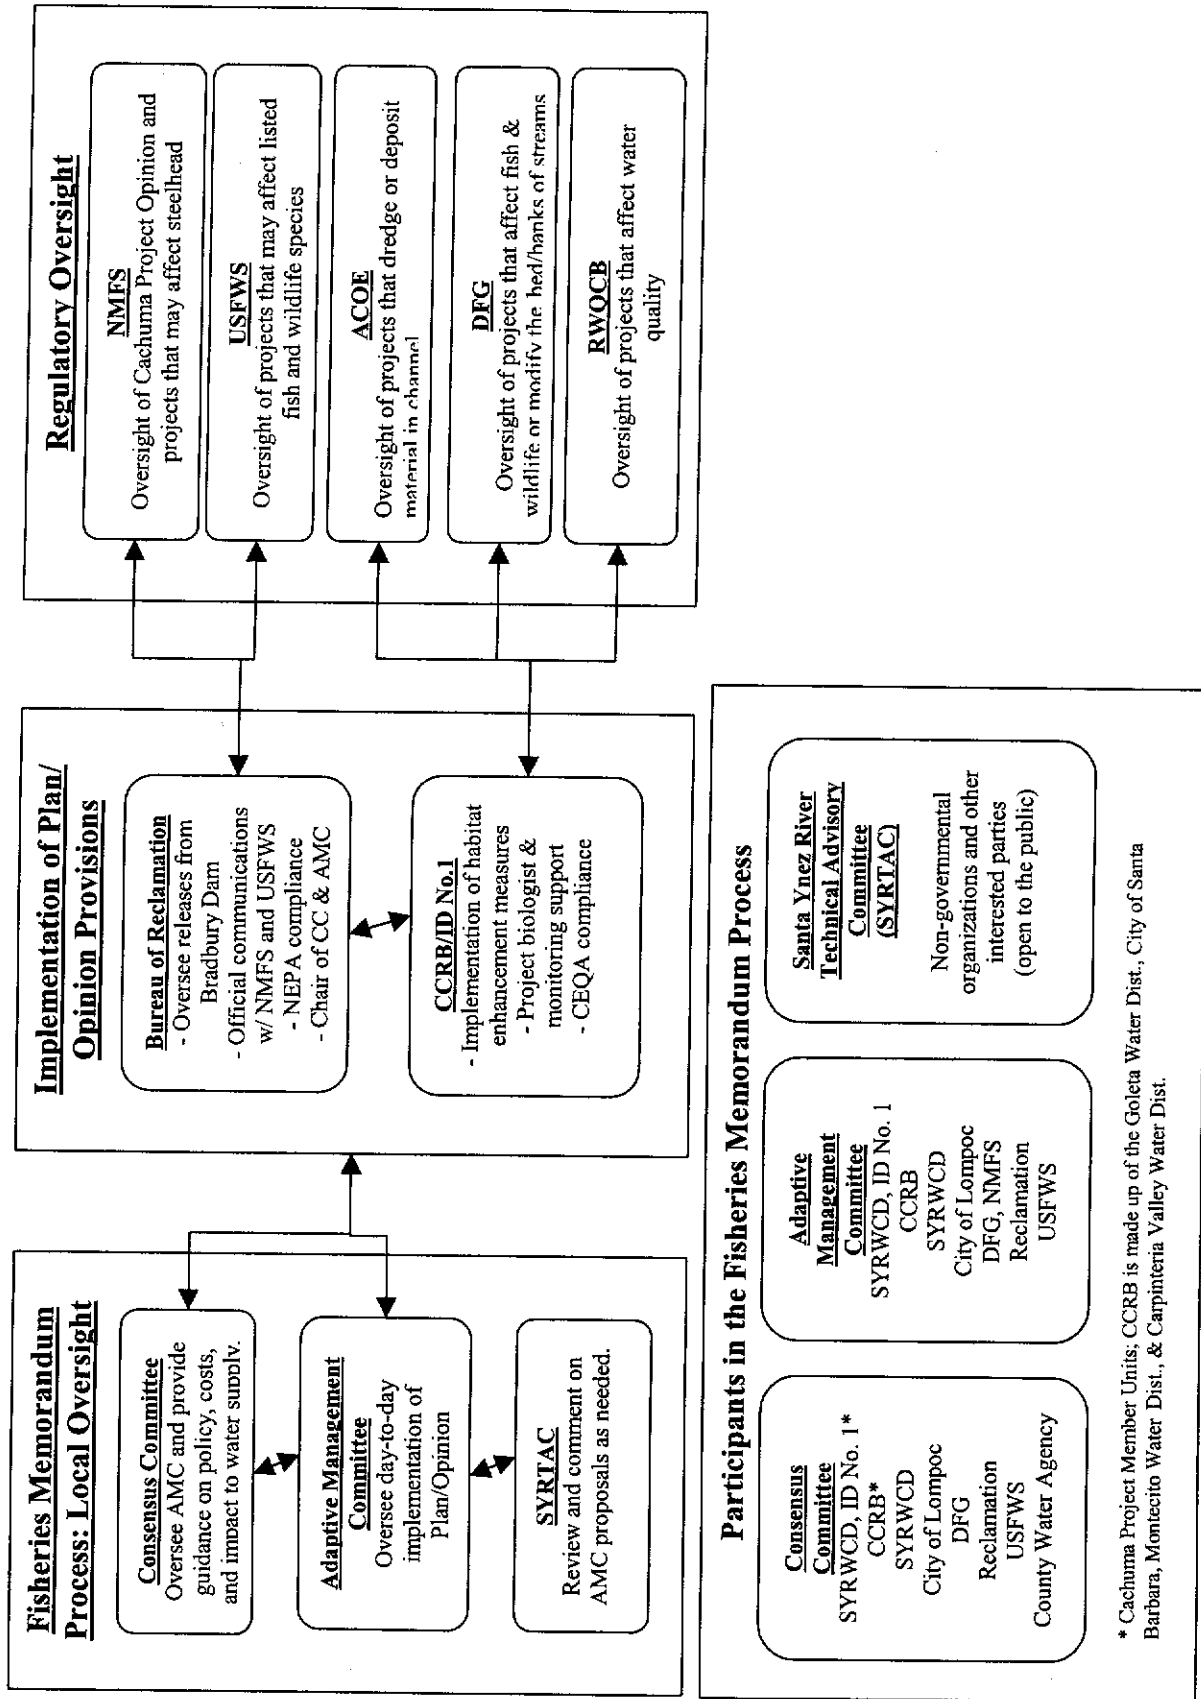 Fisheries Memorandum
Process: Local Oversight
Consensus Committee
Oversee AMC and provide
guidance on policy, costs,
and impact to water supply.
Adaptive Management
Committee
Oversee day-to-day
implementation of
Plan/Opinion
SYRTAC
Review and comment on
AMC proposals as needed.
Implementation of Plan/
Opinion Provisions
Bureau of Reclamation
- Oversee releases from
Bradbury Dam
- Official communications
w/ NMFS and USFWS
- NEPA compliance
- Chair of CC & AMC
CCRB/ID No.1
- Implementation of habitat
enhancement measures
- Project biologist &
monitoring support
- CEQA compliance
Regulatory Oversight
NMFS
Oversight of Cachuma Project Opinion and
projects that may affect steelhead
USFWS
Oversight of projects that may affect listed
fish and wildlife species
ACOE
Oversight of projects that dredge or deposit
material in channel
DFG
Oversight of projects that affect fish &
wildlife or modify the bed/banks of streams
RWQCB
Oversight of projects that affect water
quality
Participants in the Fisheries Memorandum Process
Consensus
Committee
SYRWCD, ID No. 1*
CCRB*
SYRWCD
City of Lompoc
DFG
Reclamation
USFWS
County Water Agency
Adaptive
Management
Committee
SYRWCD, ID No. 1
CCRB
SYRWCD
City of Lompoc
DFG, NMFS
Reclamation
USFWS
Santa Ynez River
Technical Advisory
Committee
(SYRTAC)
Non-governmental
organizations and other
interested parties
(open to the public)
* Cachuma Project Member Units; CCRB is made up of the Goleta Water Dist., City of Santa
Barbara, Montecito Water Dist., & Carpinteria Valley Water Dist.